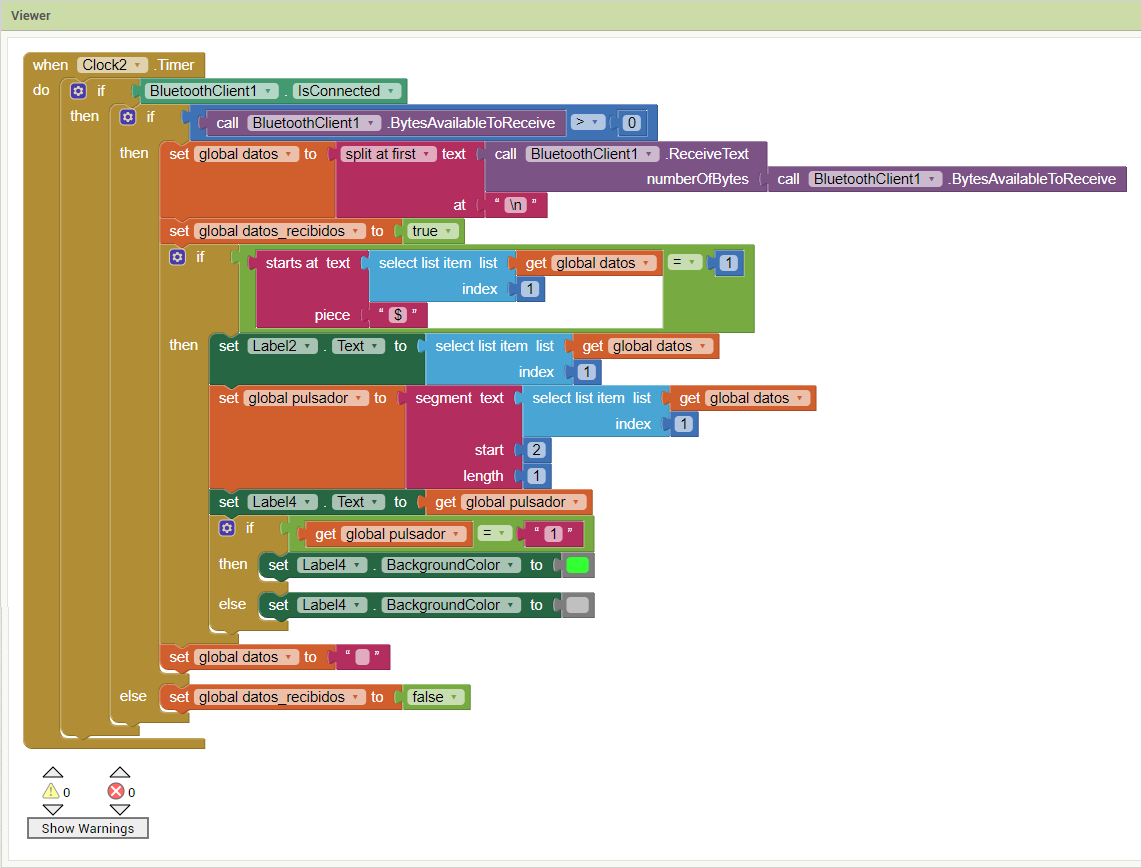 Viewer
when Clock2 .Timer
do if BluetoothClient1 . IsConnected
then if call BluetoothClient1 .BytesAvailableToReceive > 0
then set global datos to split at first text call BluetoothClient1 .ReceiveText
numberOfBytes call BluetoothClient1 .BytesAvailableToReceive
at “ \n ”
set global datos_recibidos to true
if starts at text select list item list get global datos = 1
index 1
piece “ $ ”
then set Label2 . Text to select list item list get global datos
index 1
set global pulsador to segment text select list item list get global datos
index 1
start 2
length 1
set Label4 . Text to get global pulsador
if get global pulsador = “ 1 ”
then set Label4 . BackgroundColor to
else set Label4 . BackgroundColor to
set global datos to “ ”
else set global datos_recibidos to false
0 0
Show Warnings